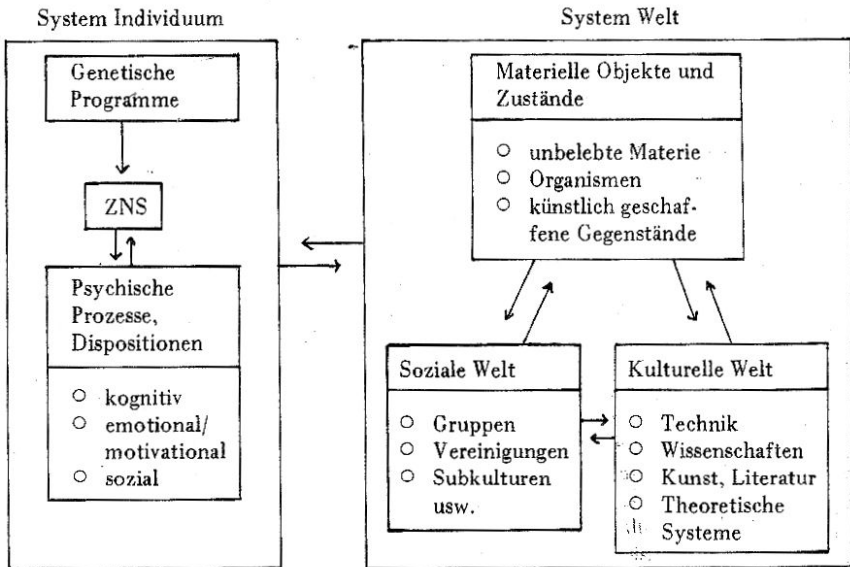 System Individuum
System Welt
Genetische
Programme
ZNS
Psychische
Prozesse,
Dispositionen
kognitiv
emotional/
motivational
sozial
Materielle Objekte und
Zustände
unbelebte Materie
Organismen
künstlich geschaf-
fene Gegenstände
Soziale Welt
Gruppen
Vereinigungen
Subkulturen
usw.
Kulturelle Welt
Technik
Wissenschaften
Kunst, Literatur
Theoretische
Systeme